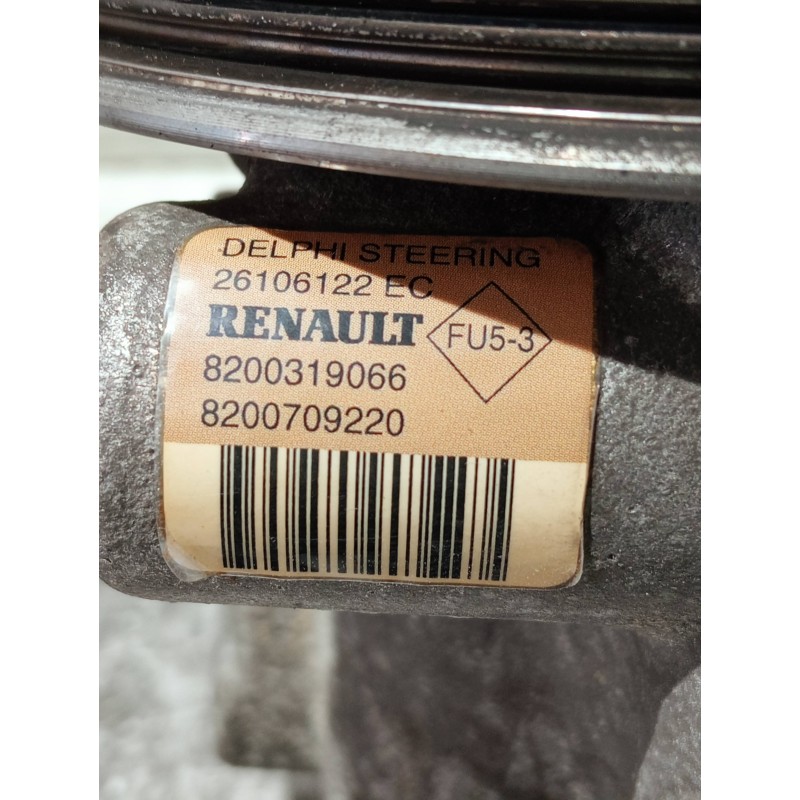 DELPHI STEERING
26106122 EC
RENAULT FU5-3
8200319066
8200709220